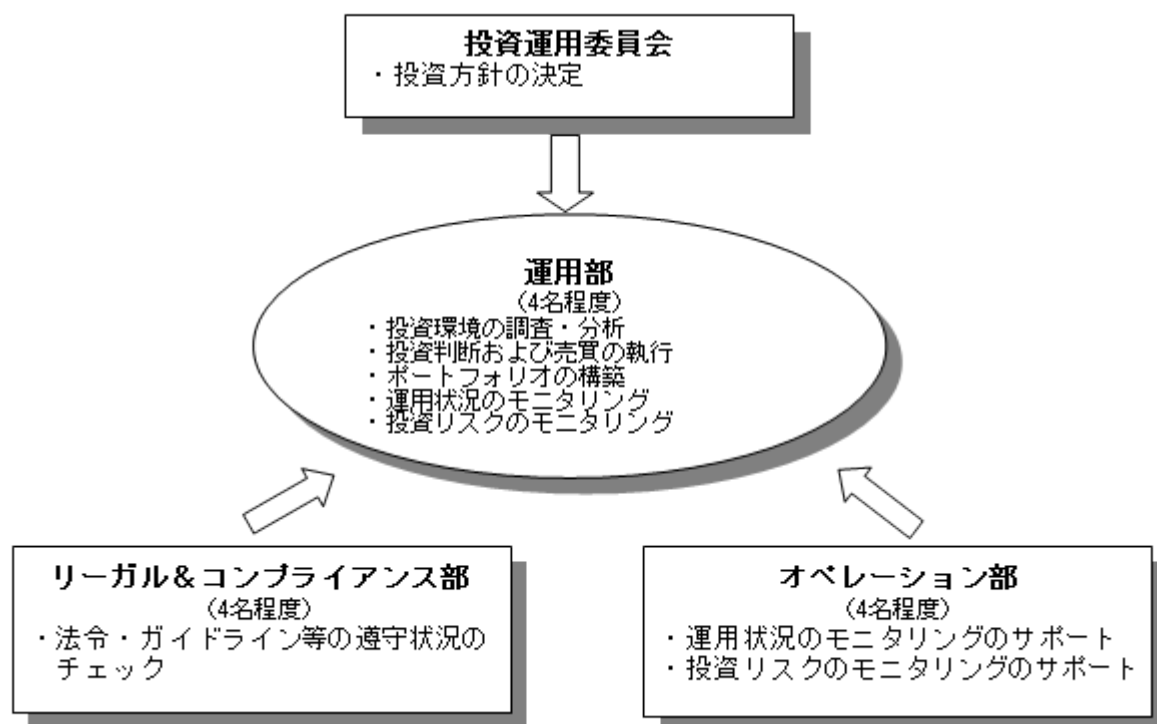 投資運用委員会
・投資方針の決定
運用部
(4名程度)
・投資環境の調査・分析
・投資判断および売買の執行
・ポートフォリオの構築
・運用状況のモニタリング
・投資リスクのモニタリング
リーガル＆コンプライアンス部
(4名程度)
・法令・ガイドライン等の遵守状況の
チェック
オペレーション部
(4名程度)
・運用状況のモニタリングのサポート
・投資リスクのモニタリングのサポート